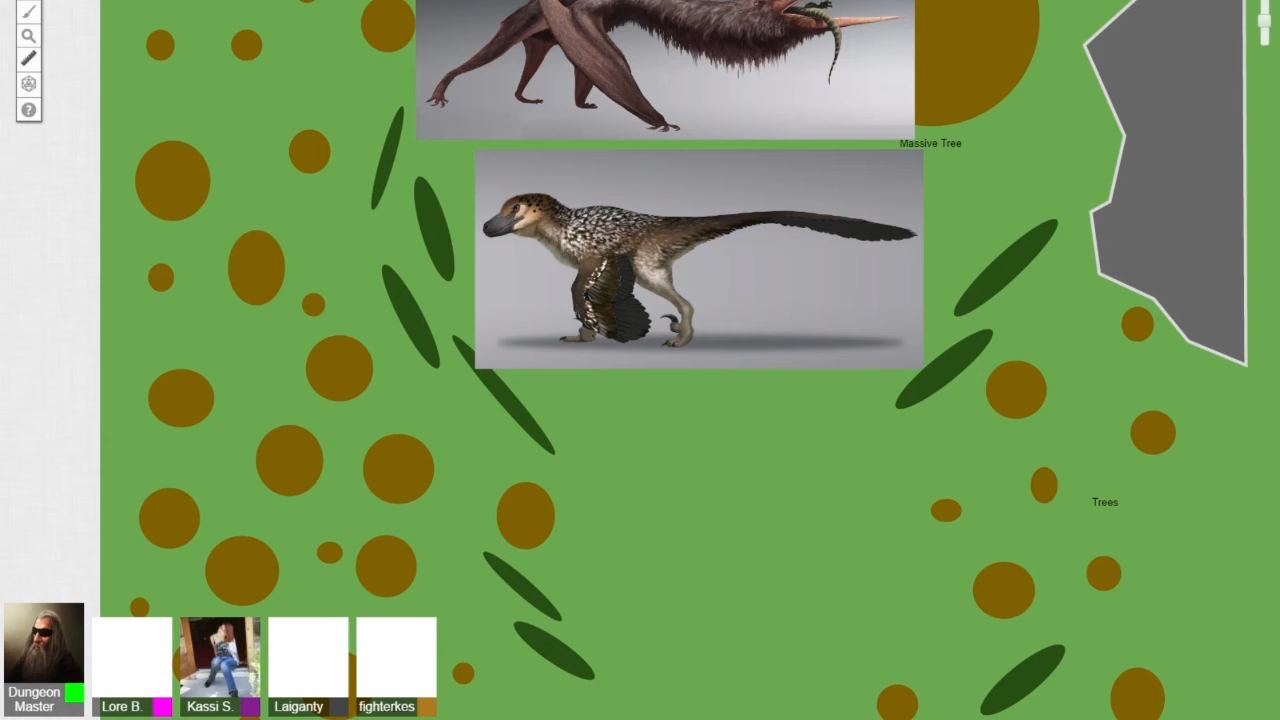 Massive Tree
Trees
Dungeon
Master
Lore B.
Kassi S.
Laiganty
fighterkes